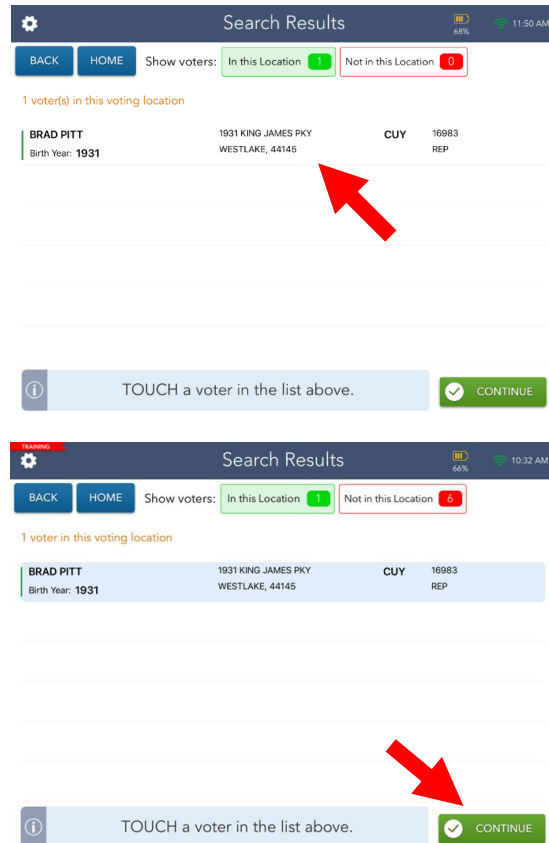 Search Results
68%
11:50 AM
BACK HOME Show voters: In this Location 1 Not in this Location 0
1 voter(s) in this voting location
BRAD PITT 1931 KING JAMES PKY CUY 16983
Birth Year: 1931 WESTLAKE, 44145 REP
i TOUCH a voter in the list above. CONTINUE
TRAINING
Search Results
66%
10:32 AM
BACK HOME Show voters: In this Location 1 Not in this Location 6
1 voter in this voting location
BRAD PITT 1931 KING JAMES PKY CUY 16983
Birth Year: 1931 WESTLAKE, 44145 REP
i TOUCH a voter in the list above. CONTINUE